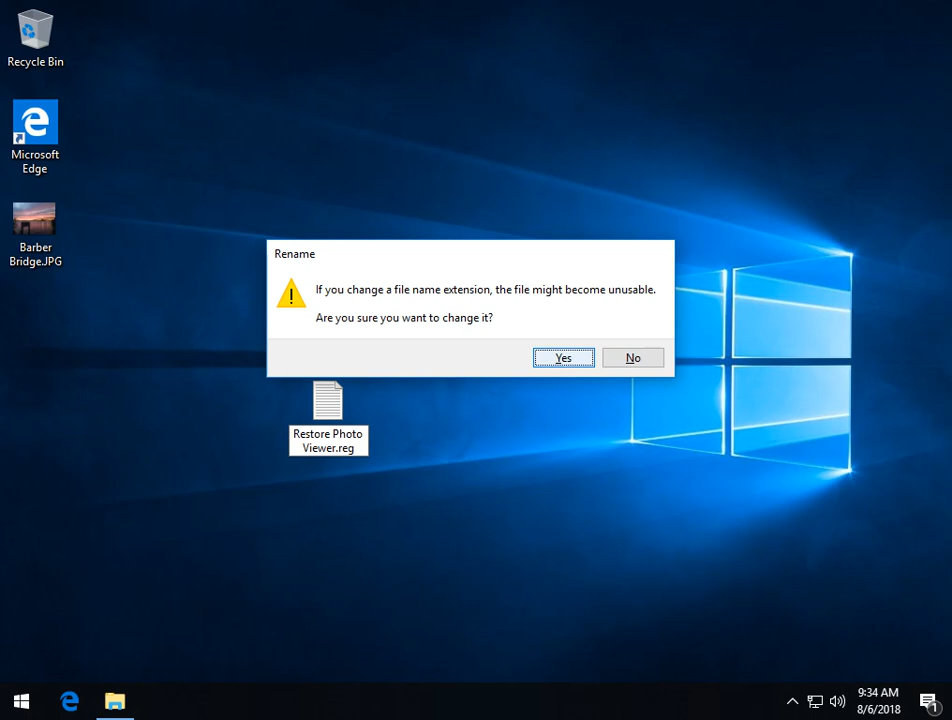 Recycle Bin
Microsoft
Edge
Barber
Bridge.JPG
Rename
If you change a file name extension, the file might become unusable.
Are you sure you want to change it?
Yes
No
Restore Photo
Viewer.reg
9:34 AM
8/6/2018
1